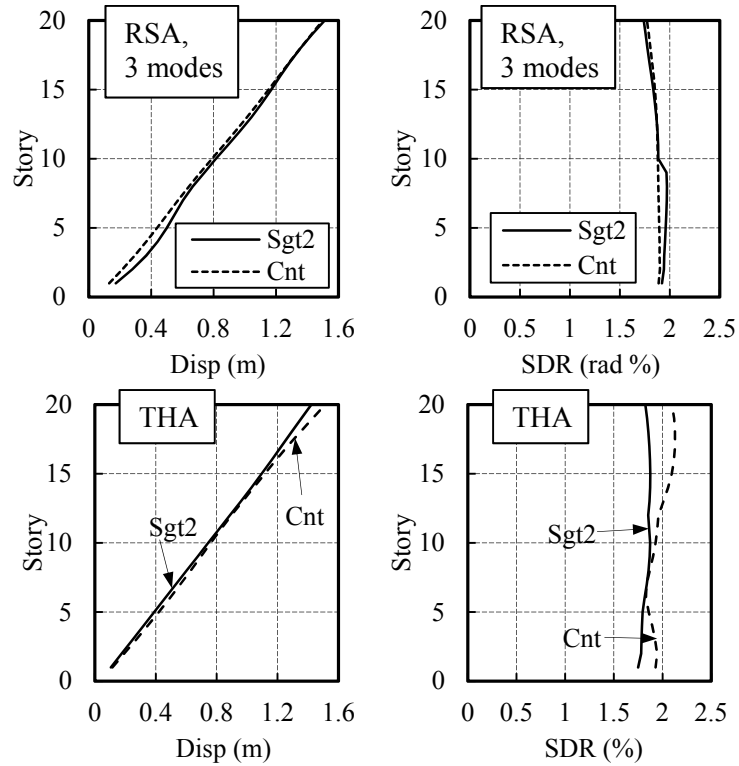 RSA,
3 modes
20
15
10
5
0
Story
Sgt2
Cnt
0.4 0.8 1.2 1.6
Disp (m)
RSA,
3 modes
20
15
10
5
0
Story
Sgt2
Cnt
0 0.5 1 1.5 2 2.5
SDR (rad %)
THA
20
15
10
5
0
Story
Sgt2
Cnt
0 0.4 0.8 1.2 1.6
Disp (m)
THA
20
15
10
5
0
Story
Sgt2
Cnt
0 0.5 1 1.5 2 2.5
SDR (%)